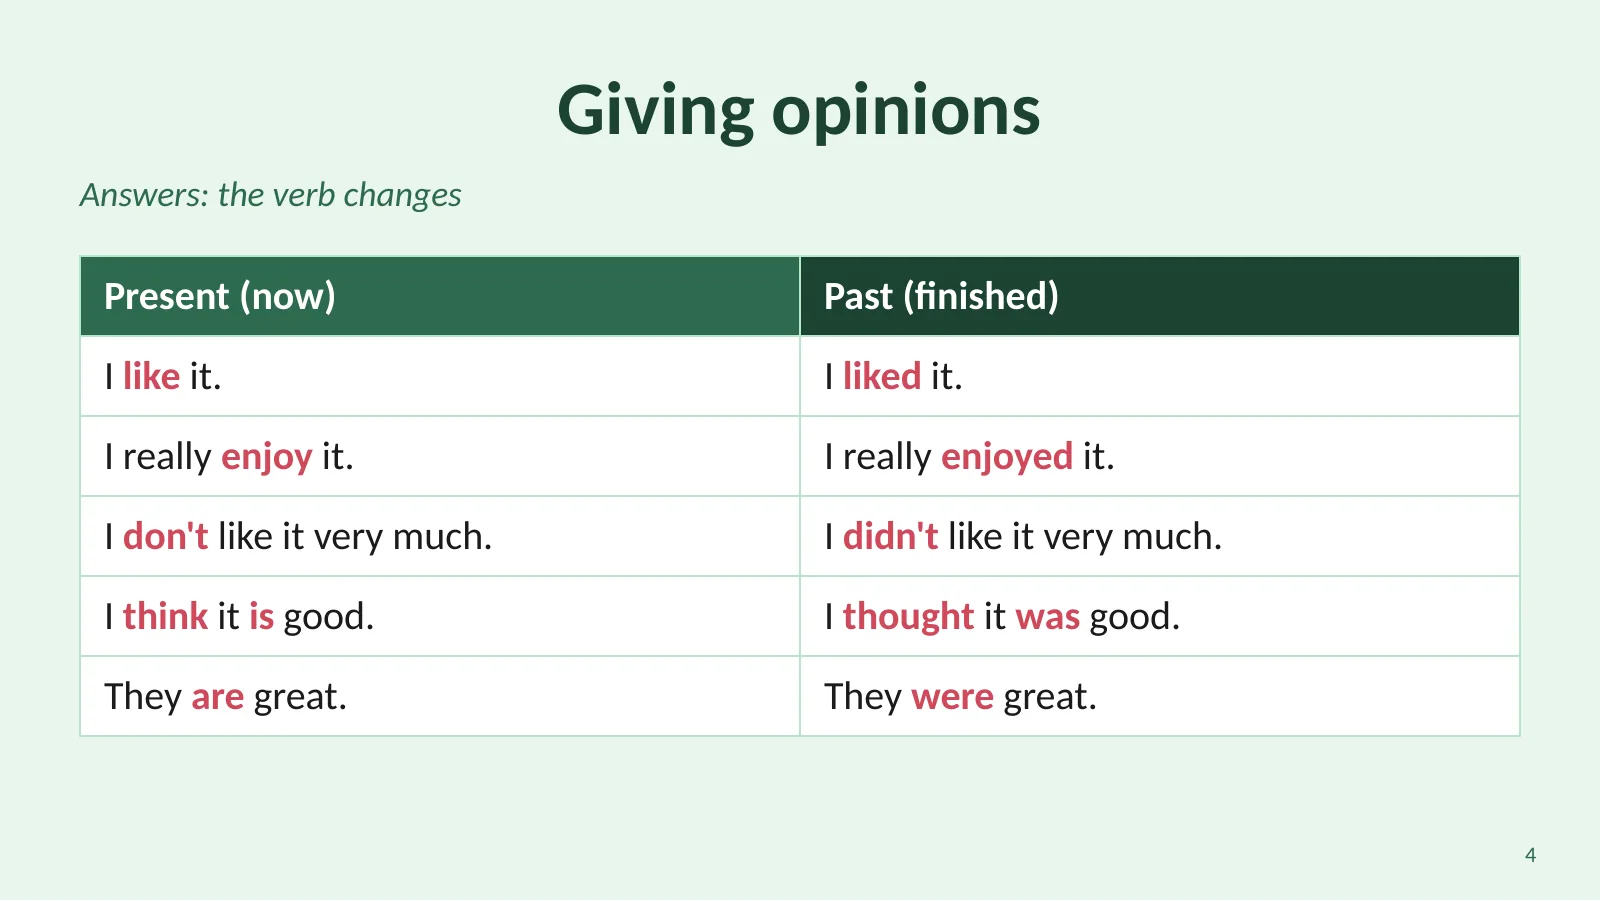 Giving opinions
Answers: the verb changes
Present (now)
Past (finished)
I like it.
I liked it.
I really enjoy it.
I really enjoyed it.
I don't like it very much.
I didn't like it very much.
I think it is good.
I thought it was good.
They are great.
They were great.
4